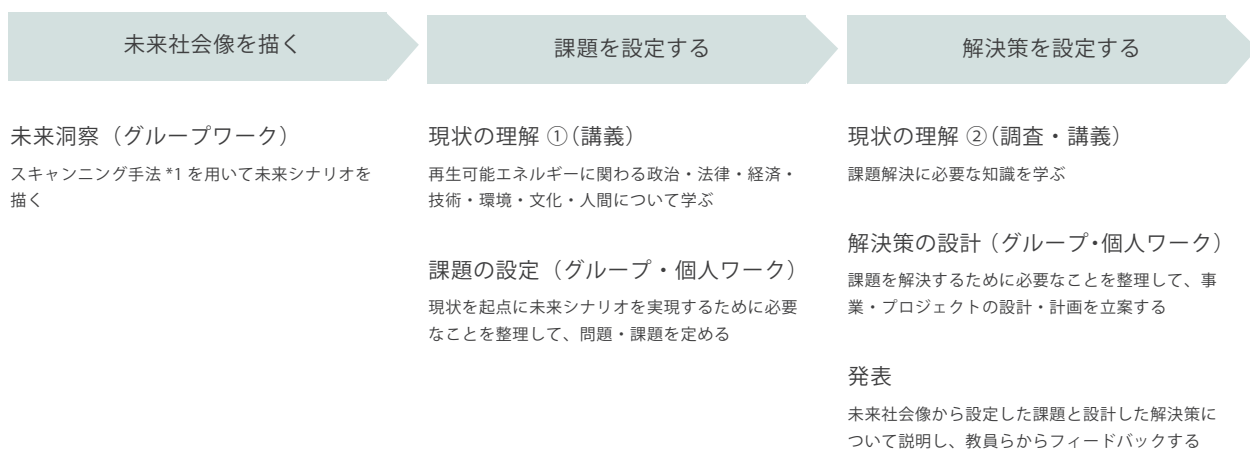 未来社会像を描く
未来洞察（グループワーク）
スキャンニング手法 *1 を用いて未来シナリオを
描く
課題を設定する
現状の理解 ①（講義）
再生可能エネルギーに関わる政治・法律・経済・
技術・環境・文化・人間について学ぶ
課題の設定（グループ・個人ワーク）
現状を起点に未来シナリオを実現するために必要
なことを整理して、問題・課題を定める
解決策を設定する
現状の理解 ②（調査・講義）
課題解決に必要な知識を学ぶ
解決策の設計（グループ・個人ワーク）
課題を解決するために必要なことを整理して、事
業・プロジェクトの設計・計画を立案する
発表
未来社会像から設定した課題と設計した解決策に
ついて説明し、教員らからフィードバックする